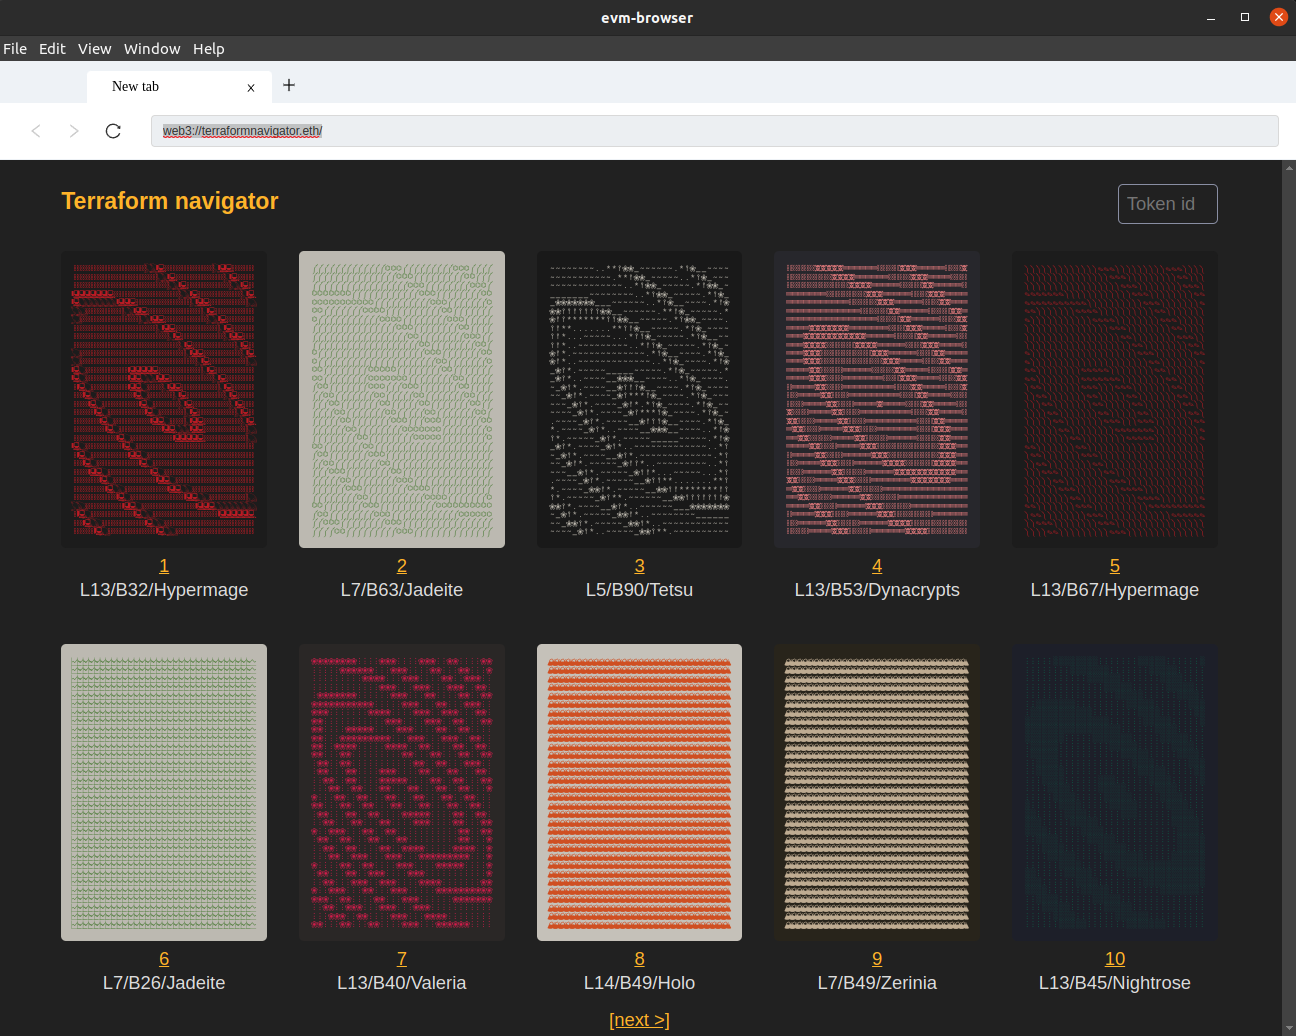 evm-browser
File Edit View Window Help
New tab
web3://terraformnavigator.eth/
Terraform navigator
Token id
1 2 3 4 5
L13/B32/Hypermage L7/B63/Jadeite L5/B90/Tetsu L13/B53/Dynacrypts L13/B67/Hypermage
6 7 8 9 10
L7/B26/Jadeite L13/B40/Valeria L14/B49/Holo L7/B49/Zerinia L13/B45/Nightrose
[next >]